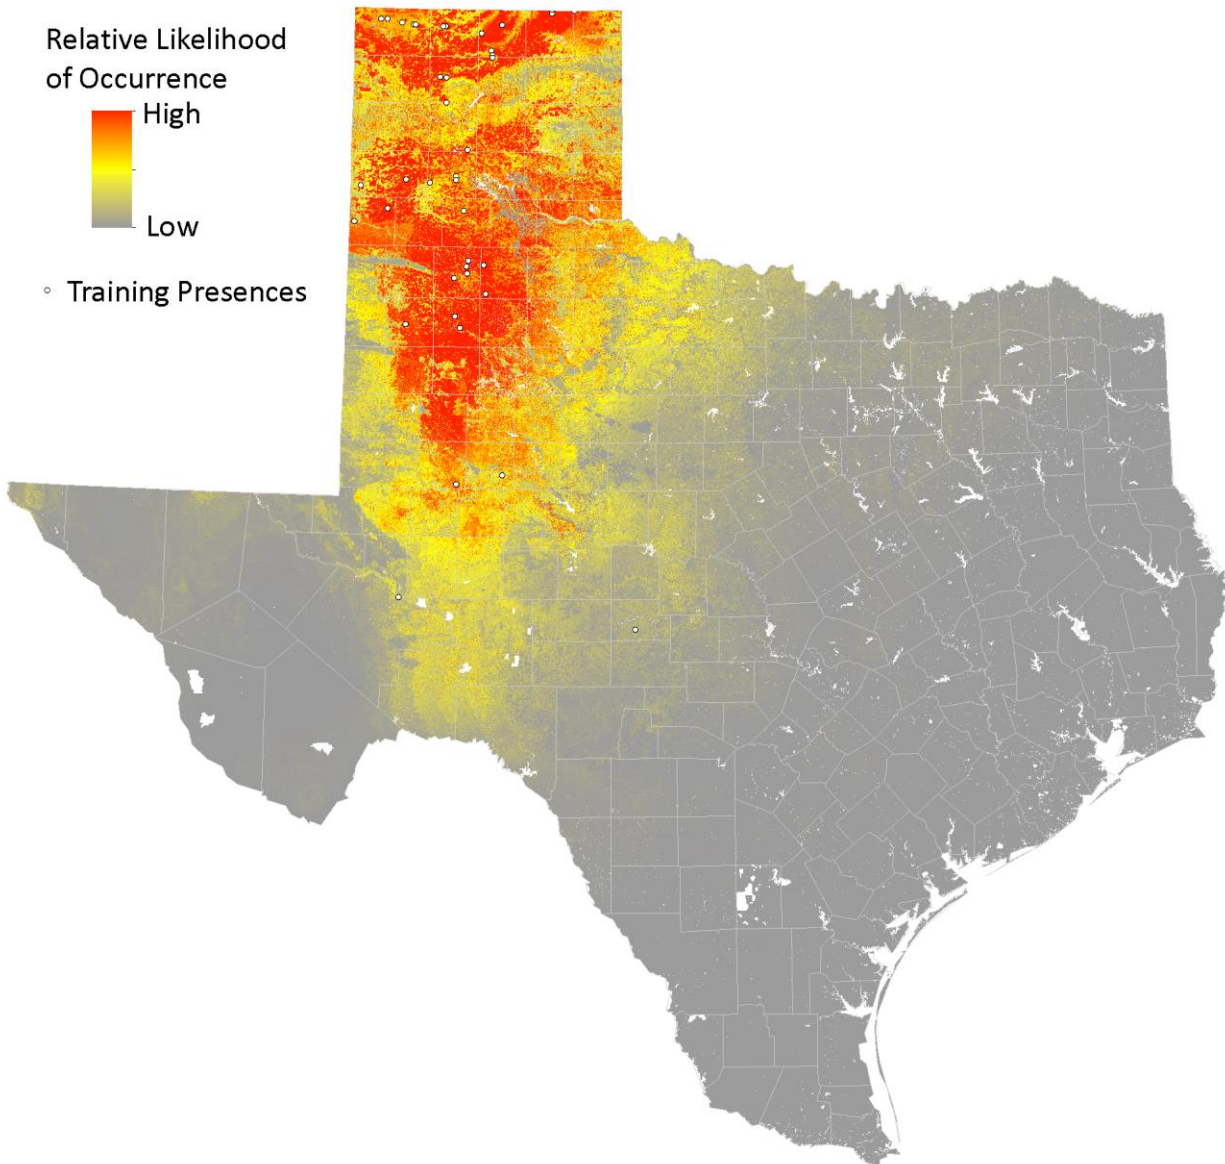 Relative Likelihood
of Occurrence
High
Low
Training Presences